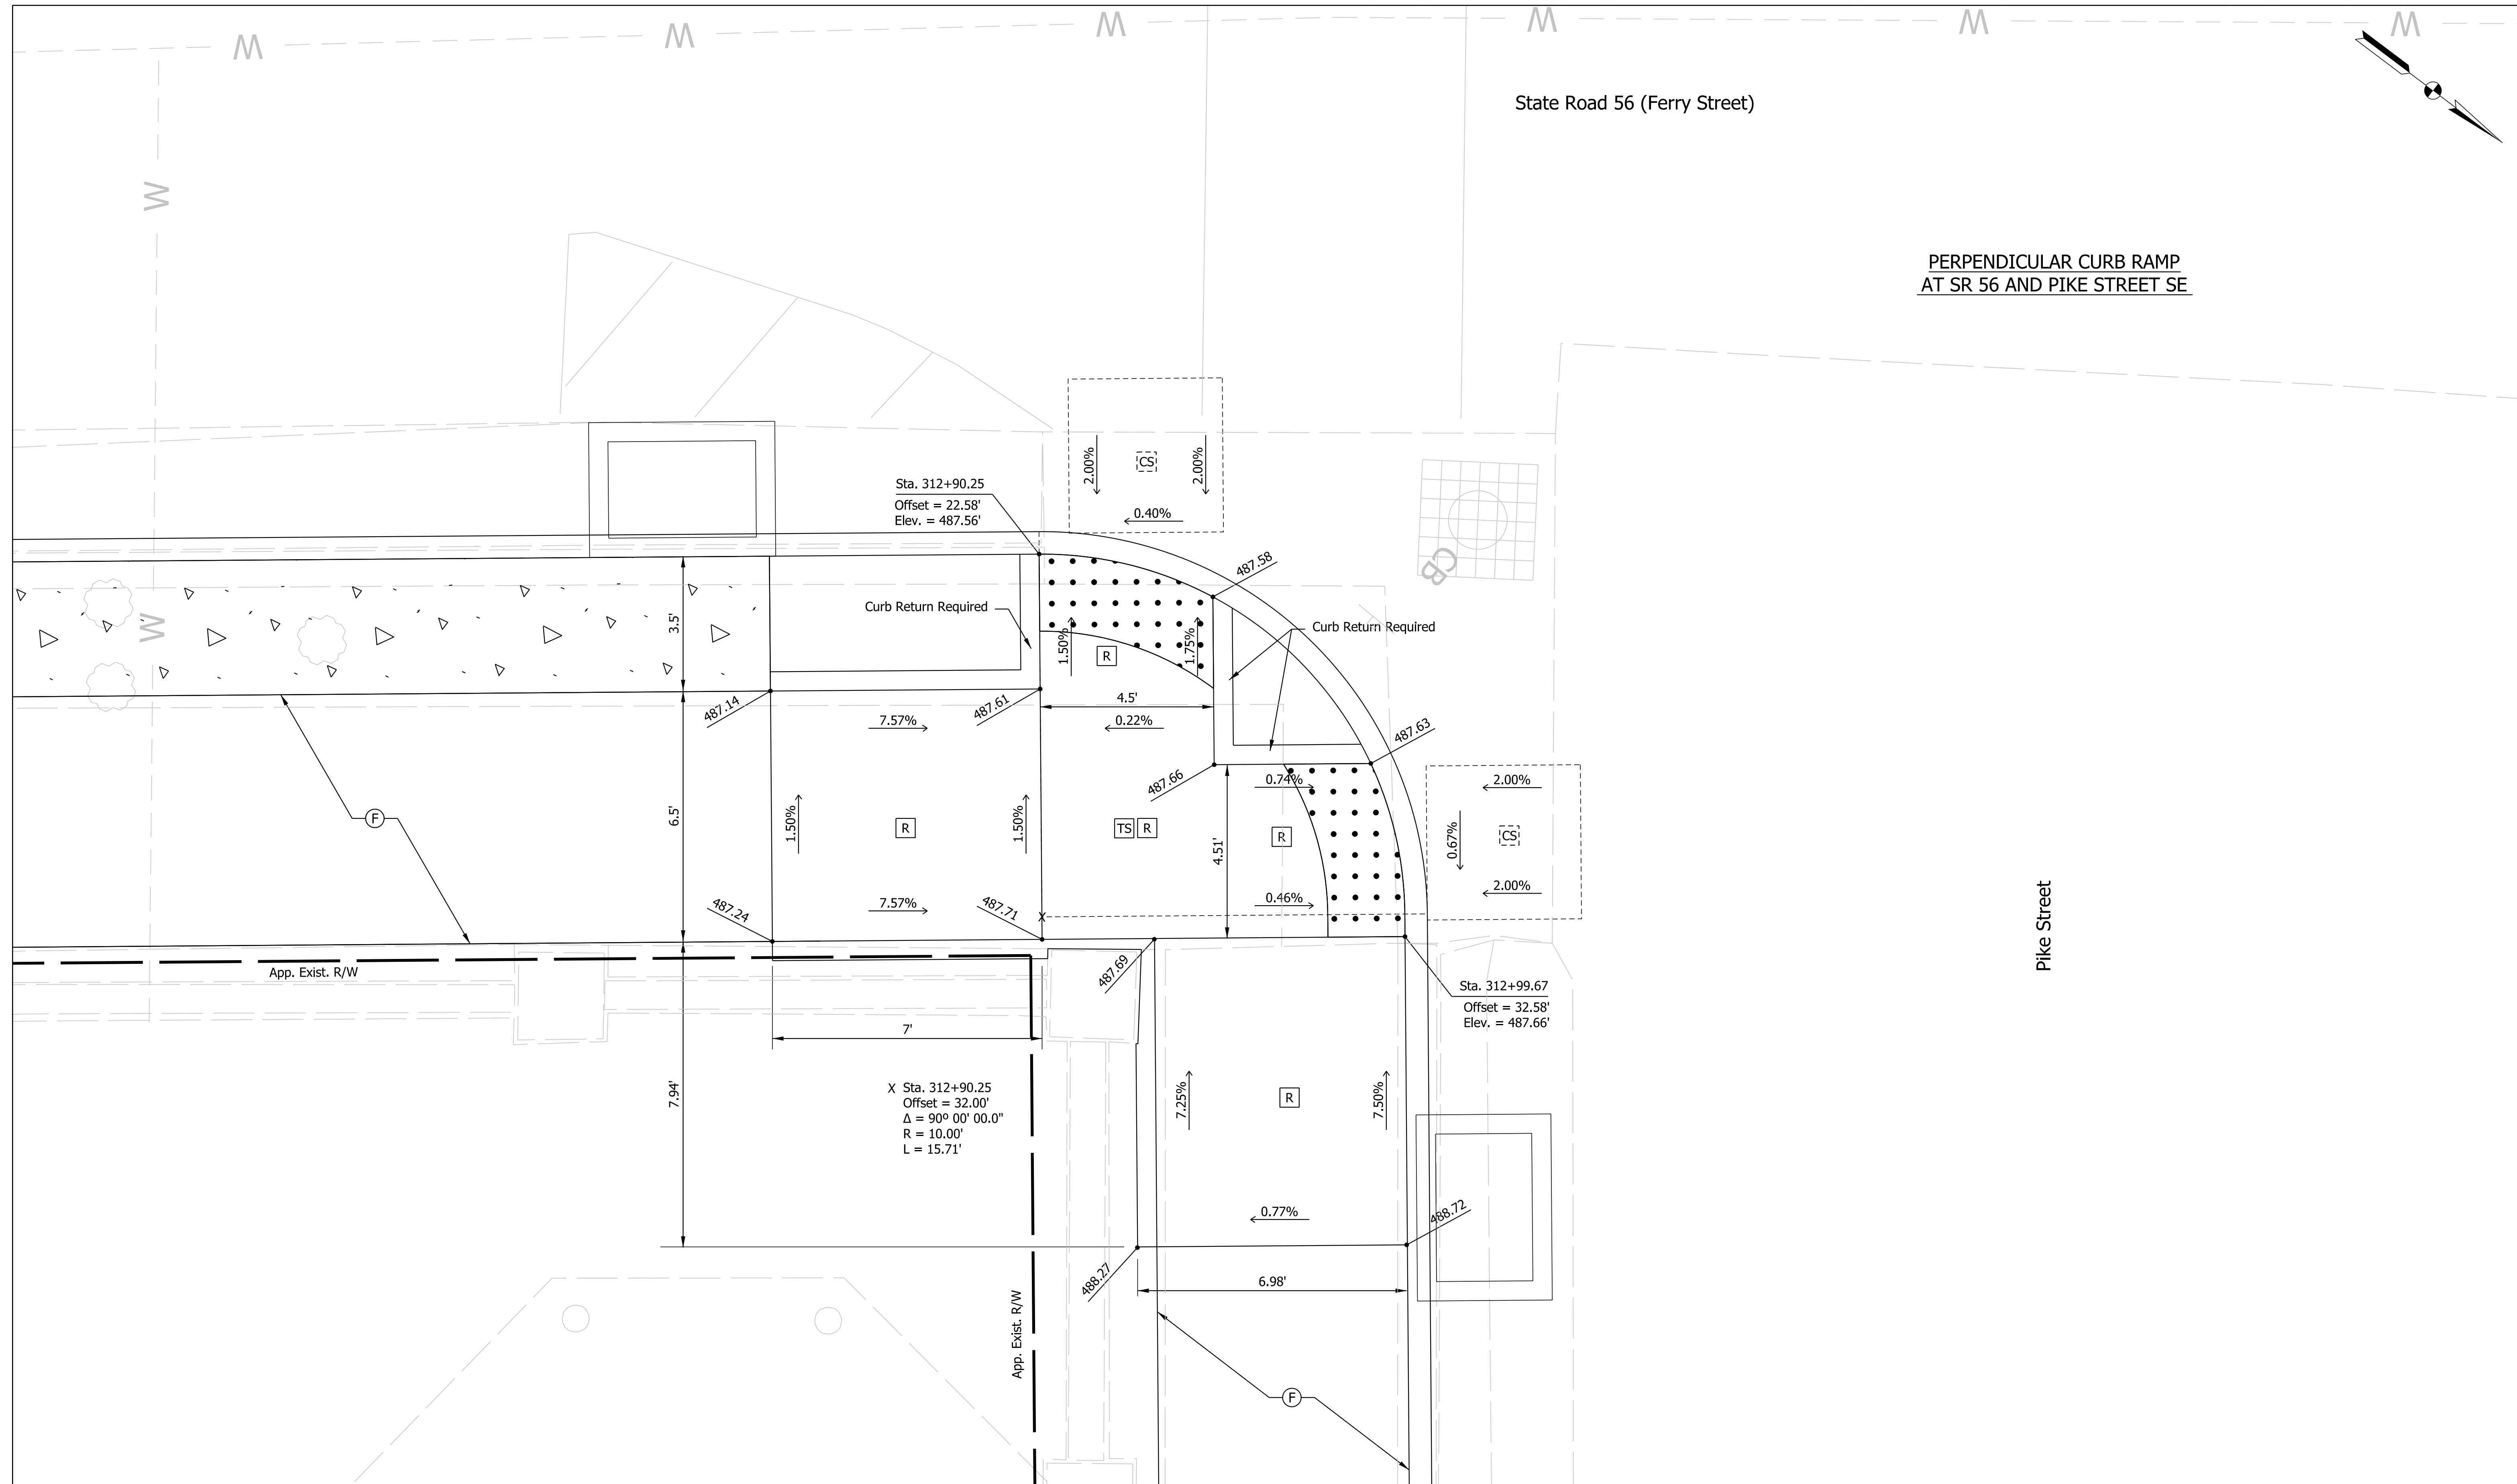 W W W W W W
State Road 56 (Ferry Street)
W
PERPENDICULAR CURB RAMP
AT SR 56 AND PIKE STREET SE
2.00%
CS
2.00%
0.40%
Sta. 312+90.25
Offset = 22.58'
Elev. = 487.56'
CB
487.58
Curb Return Required
3.5'
W
1.50%
R
1.75%
Curb Return Required
487.14
487.61
4.5'
7.57%
0.22%
487.63
487.66
0.74%
2.00%
F
6.5'
1.50%
R
1.50%
TS R
4.51'
R
0.67%
CS
7.57%
0.46%
2.00%
487.24
487.71
X
App. Exist. R/W
487.69
Sta. 312+99.67
Offset = 32.58'
Elev. = 487.66'
Pike Street
7'
7.94'
X Sta. 312+90.25
Offset = 32.00'
Δ = 90º 00' 00.0"
R = 10.00'
L = 15.71'
7.25%
R
7.50%
0.77%
488.72
488.27
6.98'
App. Exist. R/W
F